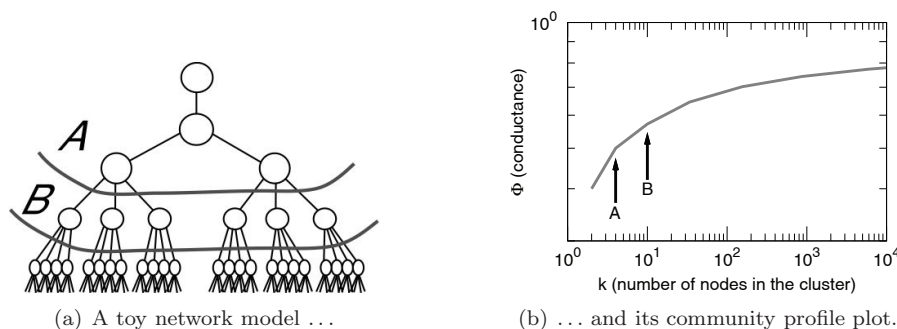 A
B
(a) A toy network model ...
10^0
Φ (conductance)
A
B
10^0 10^1 10^2 10^3 10^4
k (number of nodes in the cluster)
(b) ... and its community profile plot.